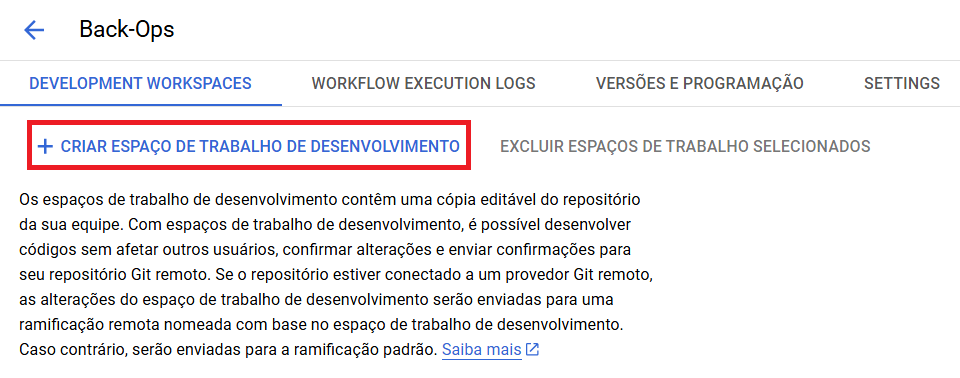 Back-Ops
DEVELOPMENT WORKSPACES WORKFLOW EXECUTION LOGS VERSÕES E PROGRAMAÇÃO SETTINGS
+ CRIAR ESPAÇO DE TRABALHO DE DESENVOLVIMENTO EXCLUIR ESPAÇOS DE TRABALHO SELECIONADOS
Os espaços de trabalho de desenvolvimento contêm uma cópia editável do repositório
da sua equipe. Com espaços de trabalho de desenvolvimento, é possível desenvolver
códigos sem afetar outros usuários, confirmar alterações e enviar confirmações para
seu repositório Git remoto. Se o repositório estiver conectado a um provedor Git remoto,
as alterações do espaço de trabalho de desenvolvimento serão enviadas para uma
ramificação remota nomeada com base no espaço de trabalho de desenvolvimento.
Caso contrário, serão enviadas para a ramificação padrão. Saiba mais